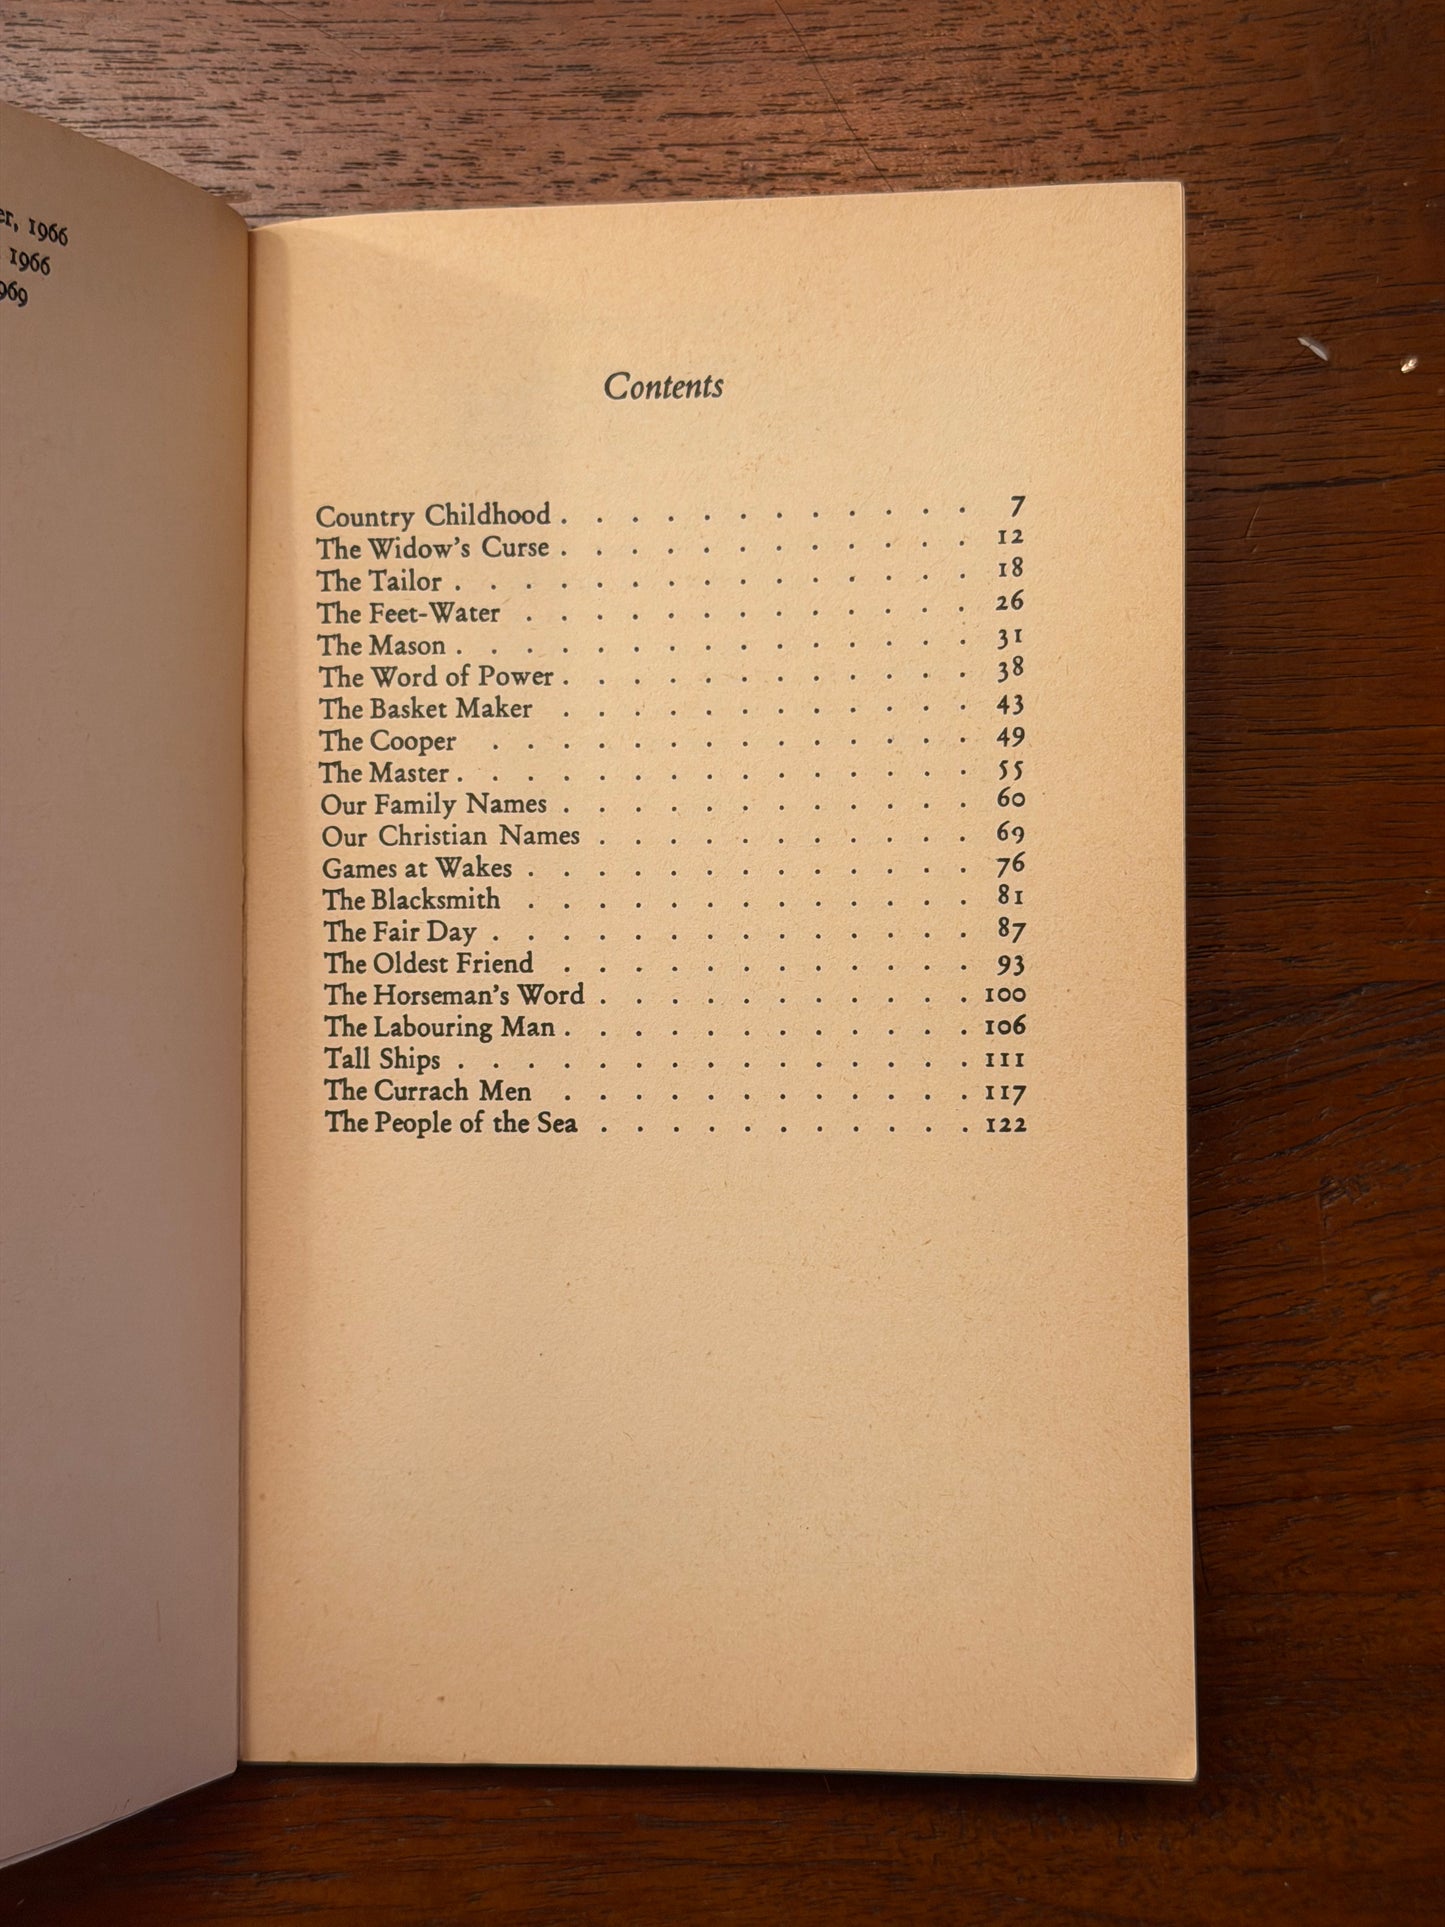 1966
1966
Contents
Country Childhood . . . . . . . . . . . . 7
The Widow's Curse . . . . . . . . . . . . 12
The Tailor . . . . . . . . . . . . . . . 18
The Feet-Water . . . . . . . . . . . . . 26
The Mason . . . . . . . . . . . . . . . 31
The Word of Power . . . . . . . . . . . . 38
The Basket Maker . . . . . . . . . . . . 43
The Cooper . . . . . . . . . . . . . . 49
The Master . . . . . . . . . . . . . . . 55
Our Family Names . . . . . . . . . . . . 60
Our Christian Names . . . . . . . . . . . 69
Games at Wakes . . . . . . . . . . . . . 76
The Blacksmith . . . . . . . . . . . . . 81
The Fair Day . . . . . . . . . . . . . . 87
The Oldest Friend . . . . . . . . . . . . 93
The Horseman's Word . . . . . . . . . . . 100
The Labouring Man . . . . . . . . . . . . 106
Tall Ships . . . . . . . . . . . . . . . 111
The Currach Men . . . . . . . . . . . . 117
The People of the Sea . . . . . . . . . . . 122